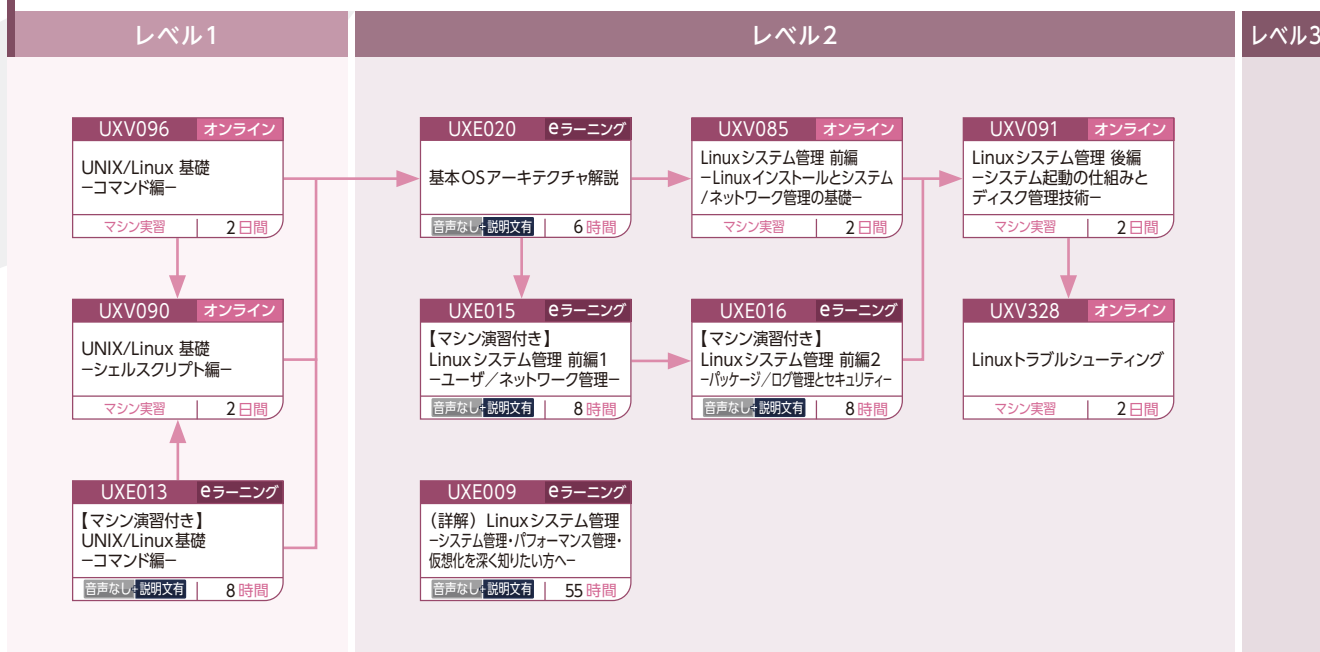 レベル1
レベル2
レベル3
UXV096 オンライン
UNIX/Linux 基礎
−コマンド編−
マシン実習 2日間
UXV090 オンライン
UNIX/Linux 基礎
−シェルスクリプト編−
マシン実習 2日間
UXE013 eラーニング
【マシン演習付き】
UNIX/Linux基礎
−コマンド編−
音声なし+説明文有 8時間
UXE020 eラーニング
基本OSアーキテクチャ解説
音声なし+説明文有 6時間
UXE015 eラーニング
【マシン演習付き】
Linuxシステム管理 前編1
−ユーザ/ネットワーク管理−
音声なし+説明文有 8時間
UXE009 eラーニング
(詳解)Linuxシステム管理
−システム管理・パフォーマンス管理・
仮想化を深く知りたい方へ−
音声なし+説明文有 55時間
UXV085 オンライン
Linuxシステム管理 前編
−Linuxインストールとシステム
/ネットワーク管理の基礎−
マシン実習 2日間
UXE016 eラーニング
【マシン演習付き】
Linuxシステム管理 前編2
−パッケージ/ログ管理とセキュリティ−
音声なし+説明文有 8時間
UXV091 オンライン
Linuxシステム管理 後編
−システム起動の仕組みと
ディスク管理技術−
マシン実習 2日間
UXV328 オンライン
Linuxトラブルシューティング
マシン実習 2日間